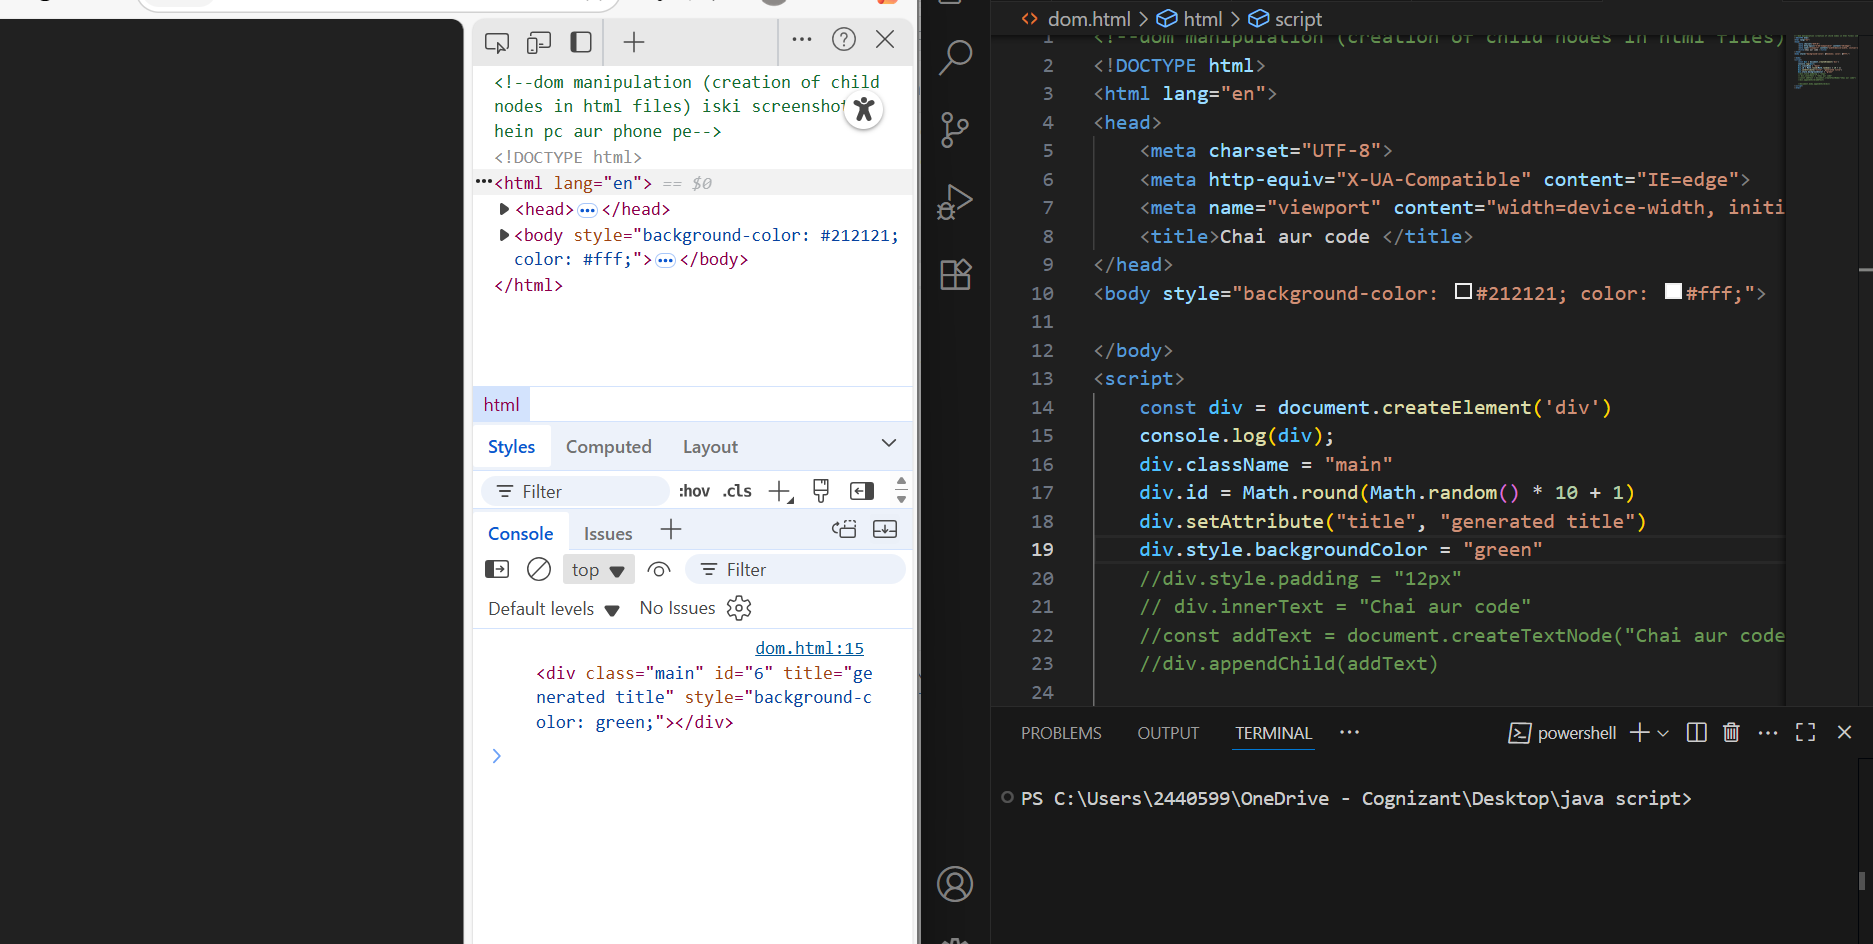 <!--dom manipulation (creation of child
nodes in html files) iski screenshot
hein pc aur phone pe-->
<!DOCTYPE html>
<html lang="en"> == $0
<head> </head>
<body style="background-color: #212121;
color: #fff;"> </body>
</html>
html
Styles Computed Layout
Filter :hov .cls
Console Issues
top Filter
Default levels No Issues
dom.html:15
<div class="main" id="6" title="ge
nerated title" style="background-c
olor: green;"></div>
dom.html > html > script
1 <!--dom manipulation (creation of child nodes in html files)
2 <!DOCTYPE html>
3 <html lang="en">
4 <head>
5 <meta charset="UTF-8">
6 <meta http-equiv="X-UA-Compatible" content="IE=edge">
7 <meta name="viewport" content="width=device-width, initi
8 <title>Chai aur code </title>
9 </head>
10 <body style="background-color: #212121; color: #fff;">
11
12 </body>
13 <script>
14 const div = document.createElement('div')
15 console.log(div);
16 div.className = "main"
17 div.id = Math.round(Math.random() * 10 + 1)
18 div.setAttribute("title", "generated title")
19 div.style.backgroundColor = "green"
20 //div.style.padding = "12px"
21 // div.innerText = "Chai aur code"
22 //const addText = document.createTextNode("Chai aur code
23 //div.appendChild(addText)
24
PROBLEMS OUTPUT TERMINAL
powershell
PS C:\Users\2440599\OneDrive - Cognizant\Desktop\java script>